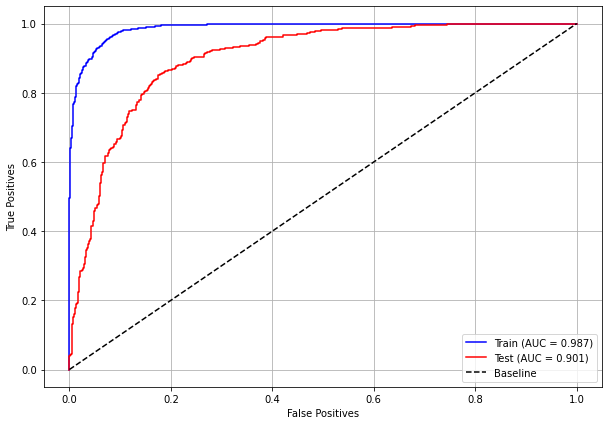 1.0
0.8
0.6
0.4
0.2
0.0
True Positives
0.0 0.2 0.4 0.6 0.8 1.0
False Positives
Train (AUC = 0.987)
Test (AUC = 0.901)
Baseline